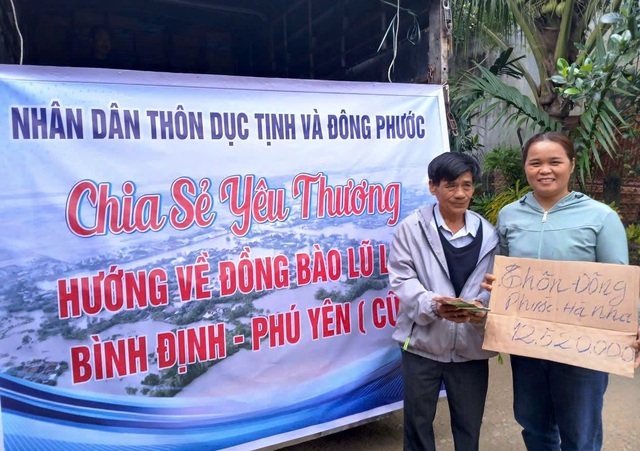 NHÂN DÂN THÔN DỤC TỊNH VÀ ĐÔNG PHƯỚC
Chia Sẻ Yêu Thương
HƯỚNG VỀ ĐỒNG BÀO LŨ L
BÌNH ĐỊNH - PHÚ YÊN ( CŨ
Thôn Đông
Phước - Hà Nha
12.520.000